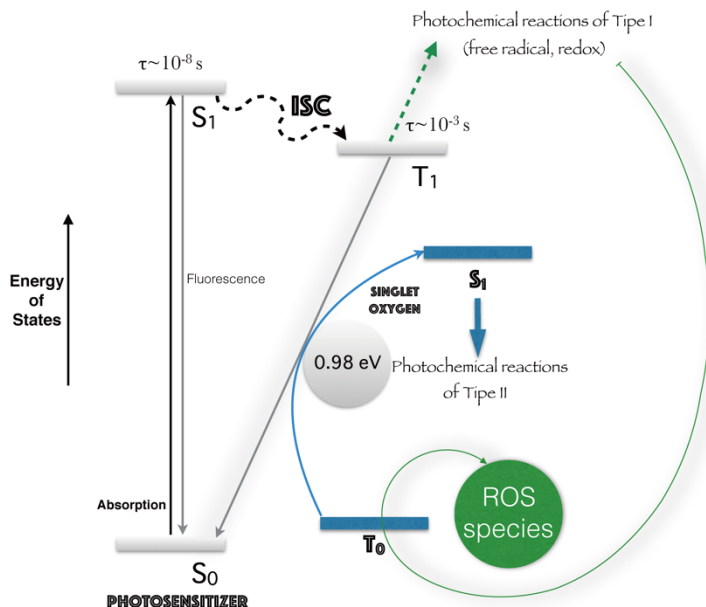 Photochemical reactions of Tipe I
(free radical, redox)
τ~10⁻⁸ s
S₁
ISC
τ~10⁻³ s
T₁
Energy
of
States
Fluorescence
SINGLET
OXYGEN
S₁
0.98 eV
Photochemical reactions
of Tipe II
Absorption
ROS
species
T₀
S₀
PHOTOSENSITIZER